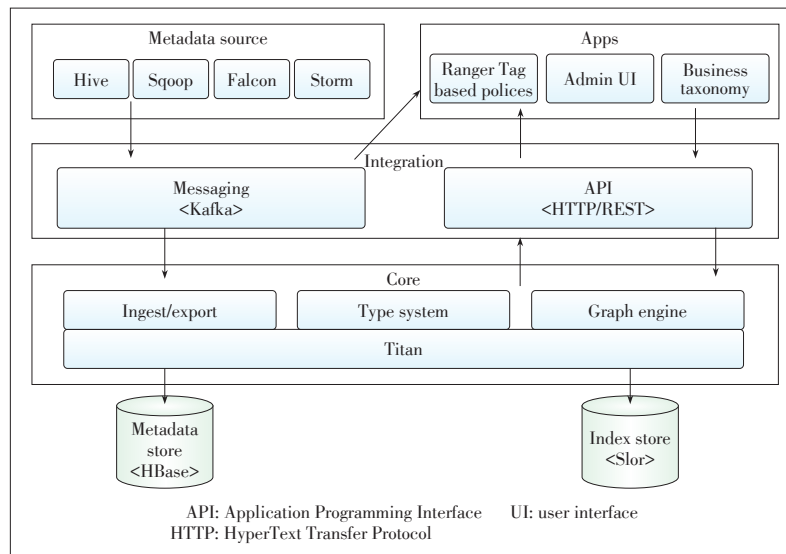 Metadata source
Hive
Sqoop
Falcon
Storm
Apps
Ranger Tag
based polices
Admin UI
Business
taxonomy
Integration
Messaging
<Kafka>
API
<HTTP/REST>
Core
Ingest/export
Type system
Graph engine
Titan
Metadata
store
<HBase>
Index store
<Slor>
API: Application Programming Interface UI: user interface
HTTP: HyperText Transfer Protocol